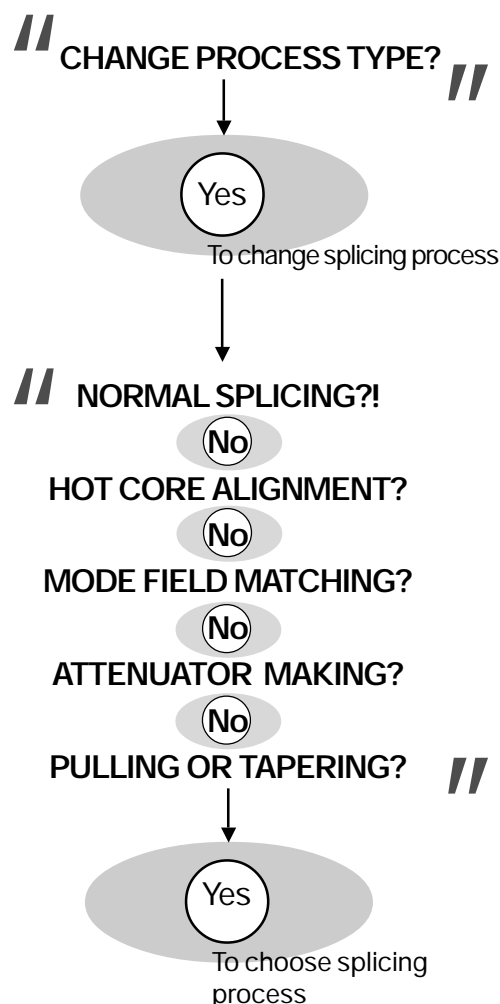 "CHANGE PROCESS TYPE?"
Yes
To change splicing process
"NORMAL SPLICING?!
No
HOT CORE ALIGNMENT?
No
MODE FIELD MATCHING?
No
ATTENUATOR MAKING?
No
PULLING OR TAPERING?"
Yes
To choose splicing
process